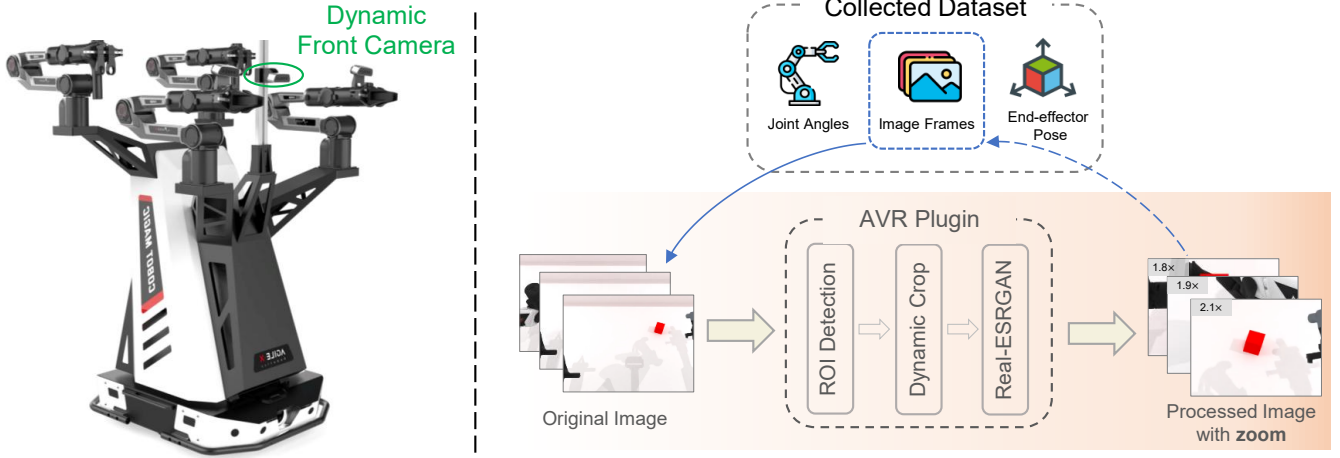 Dynamic
Front Camera
COBOT MAGIC
AGILE·X
Collected Dataset
Joint Angles
Image Frames
End-effector
Pose
AVR Plugin
ROI Detection
Dynamic Crop
Real-ESRGAN
Original Image
1.8×
1.9×
2.1×
Processed Image
with zoom